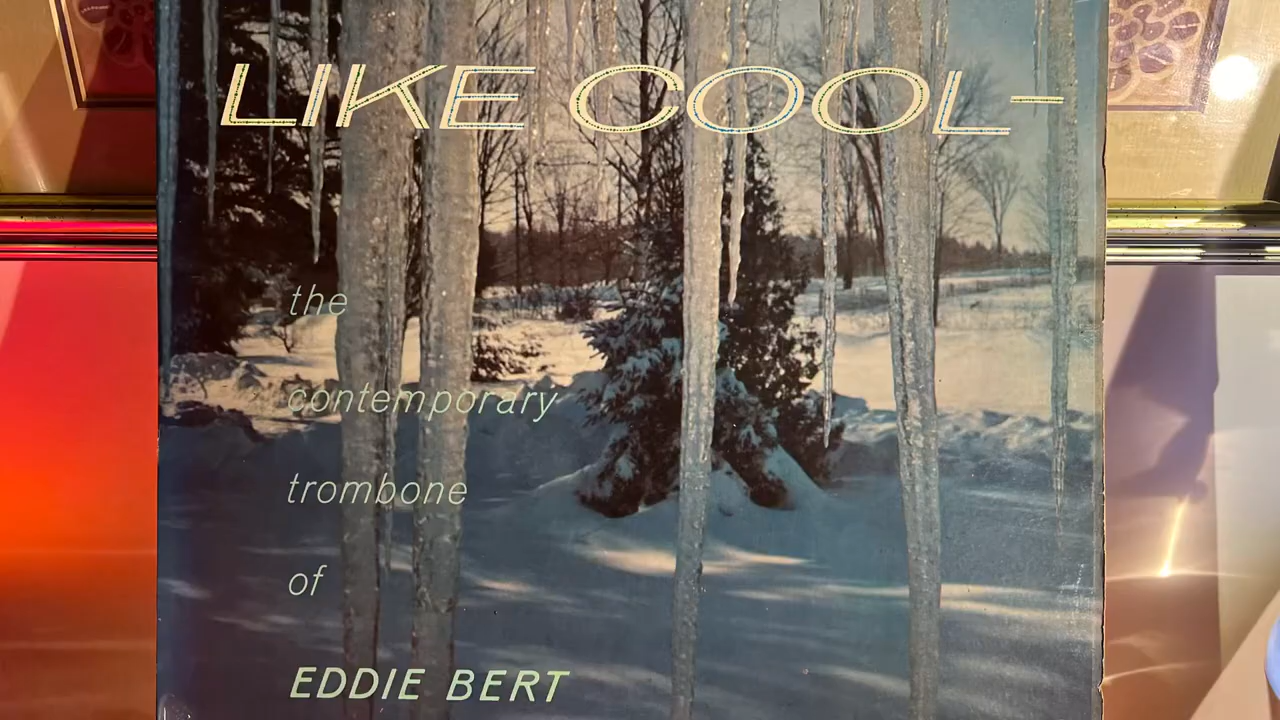 LIKE COOL-
the
contemporary
trombone
of
EDDIE BERT